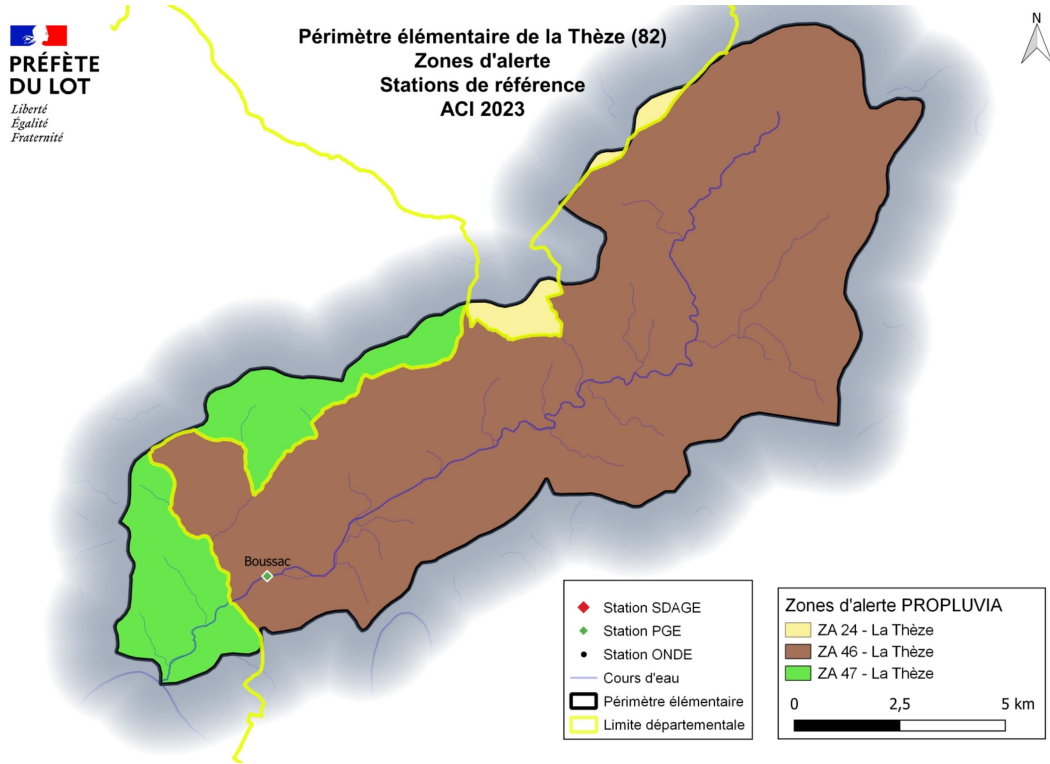 PRÉFÈTE
DU LOT
Liberté
Égalité
Fraternité
Périmètre élémentaire de la Thèze (82)
Zones d'alerte
Stations de référence
ACI 2023
N
Boussac
Station SDAGE
Station PGE
Station ONDE
Cours d'eau
Périmètre élémentaire
Limite départementale
Zones d'alerte PROPLUVIA
ZA 24 - La Thèze
ZA 46 - La Thèze
ZA 47 - La Thèze
0 2,5 5 km